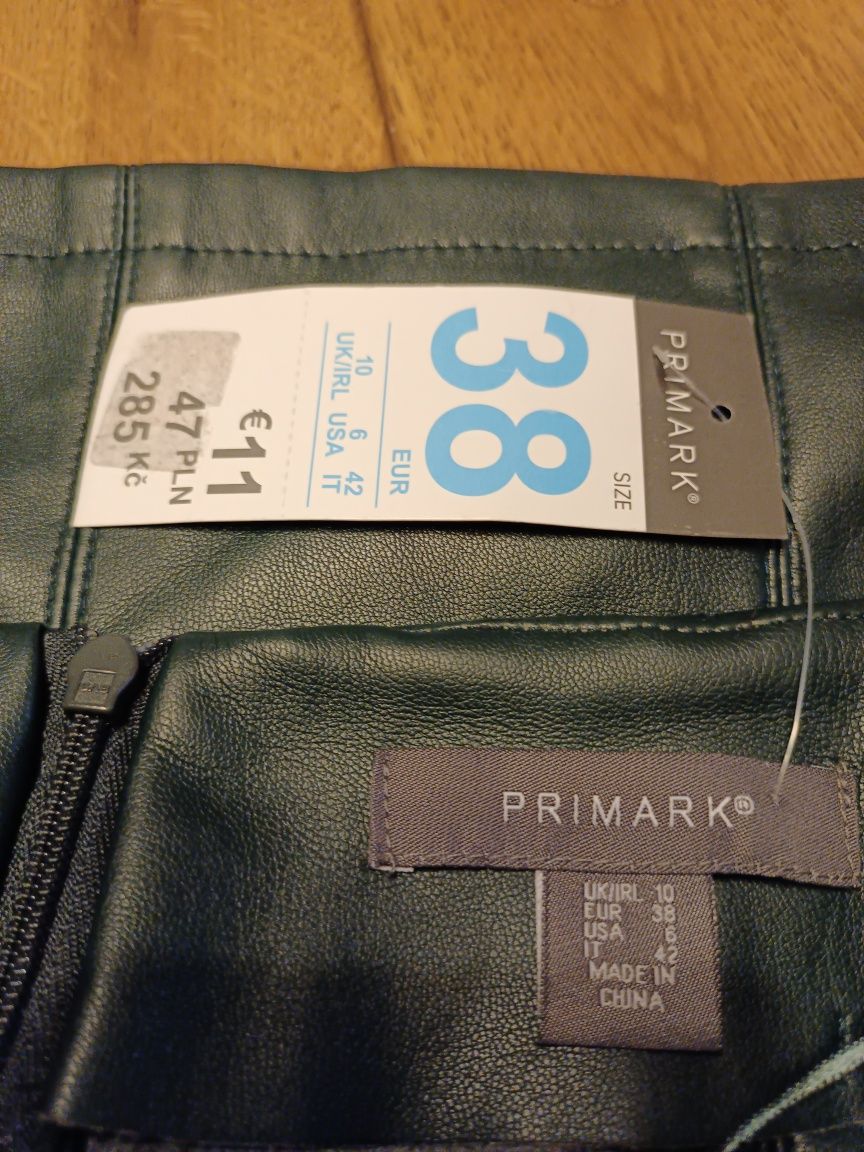 PRIMARK®
SIZE
38
EUR
10 6 42
UK/IRL USA IT
€11
47 PLN
285 Kč
PRIMARK®
UK/IRL 10
EUR 38
USA 6
IT 42
MADE IN
CHINA